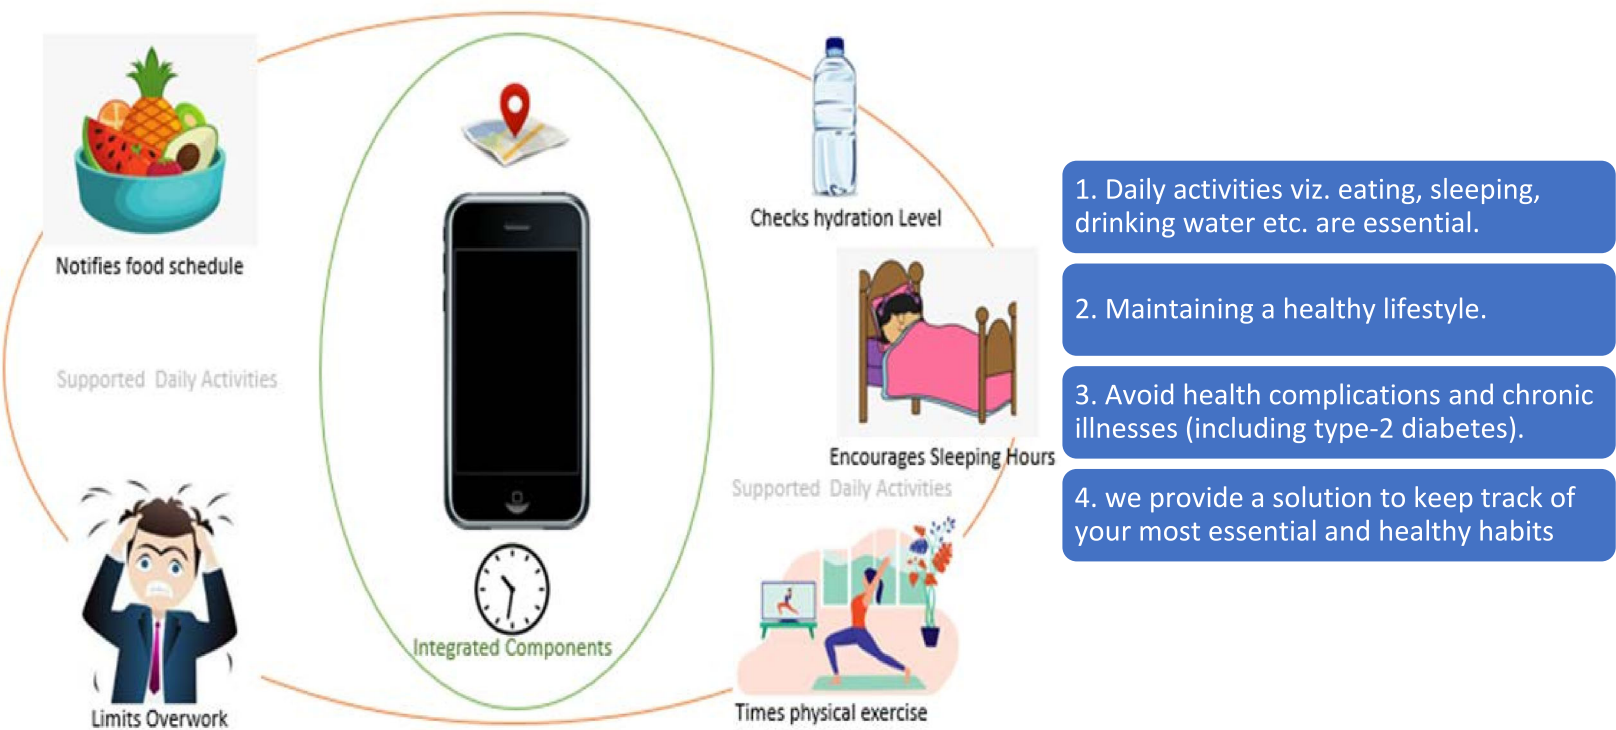 Notifies food schedule
Supported Daily Activities
Limits Overwork
Integrated Components
Checks hydration Level
Encourages Sleeping Hours
Supported Daily Activities
Times physical exercise
1. Daily activities viz. eating, sleeping,
drinking water etc. are essential.
2. Maintaining a healthy lifestyle.
3. Avoid health complications and chronic
illnesses (including type-2 diabetes).
4. we provide a solution to keep track of
your most essential and healthy habits